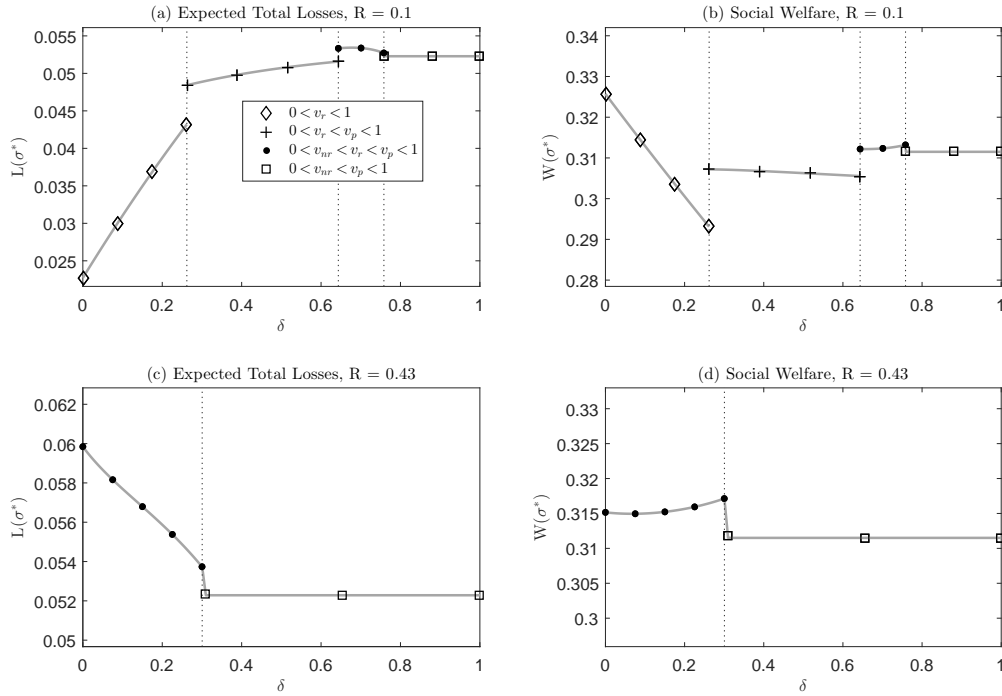 (a) Expected Total Losses, R = 0.1
0.055
0.05
0.045
0.04
0.035
0.03
0.025
L(σ*)
0 < v_r < 1
0 < v_r < v_p < 1
0 < v_nr < v_r < v_p < 1
0 < v_nr < v_p < 1
0 0.2 0.4 0.6 0.8 1
δ
(b) Social Welfare, R = 0.1
0.34
0.33
0.32
0.31
0.3
0.29
0.28
W(σ*)
0 0.2 0.4 0.6 0.8 1
δ
(c) Expected Total Losses, R = 0.43
0.062
0.06
0.058
0.056
0.054
0.052
0.05
L(σ*)
0 0.2 0.4 0.6 0.8 1
δ
(d) Social Welfare, R = 0.43
0.33
0.325
0.32
0.315
0.31
0.305
0.3
W(σ*)
0 0.2 0.4 0.6 0.8 1
δ